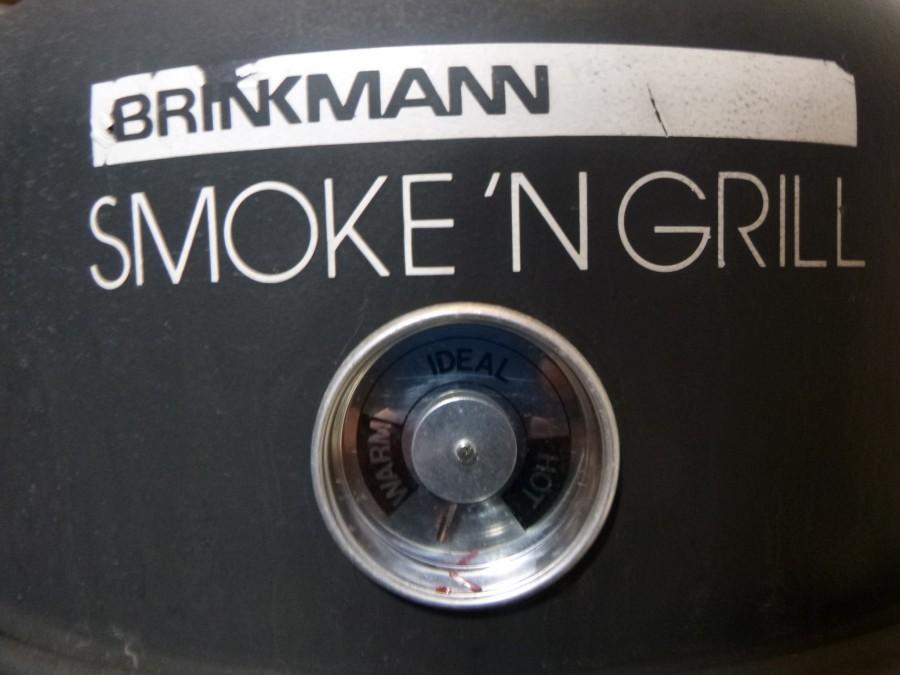 BRINKMANN
SMOKE 'N GRILL
IDEAL
WARM
HOT